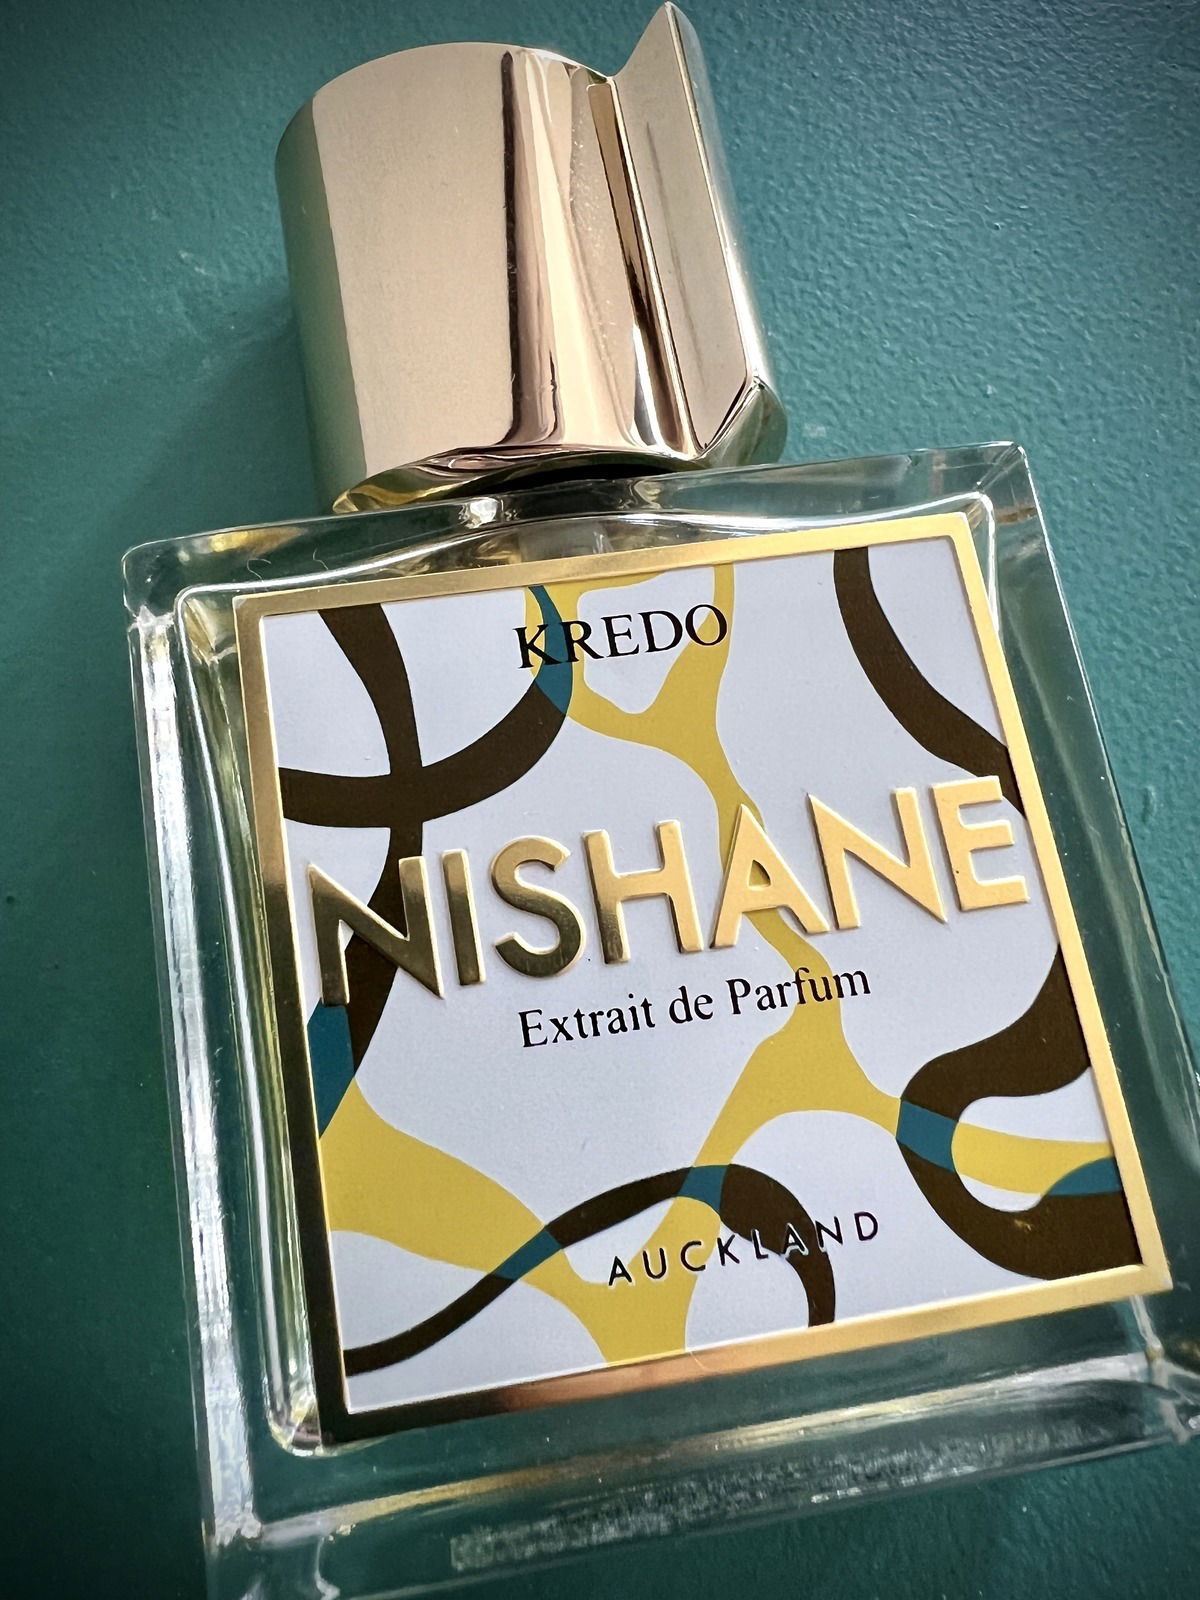 KREDO
NISHANE
Extrait de Parfum
AUCKLAND